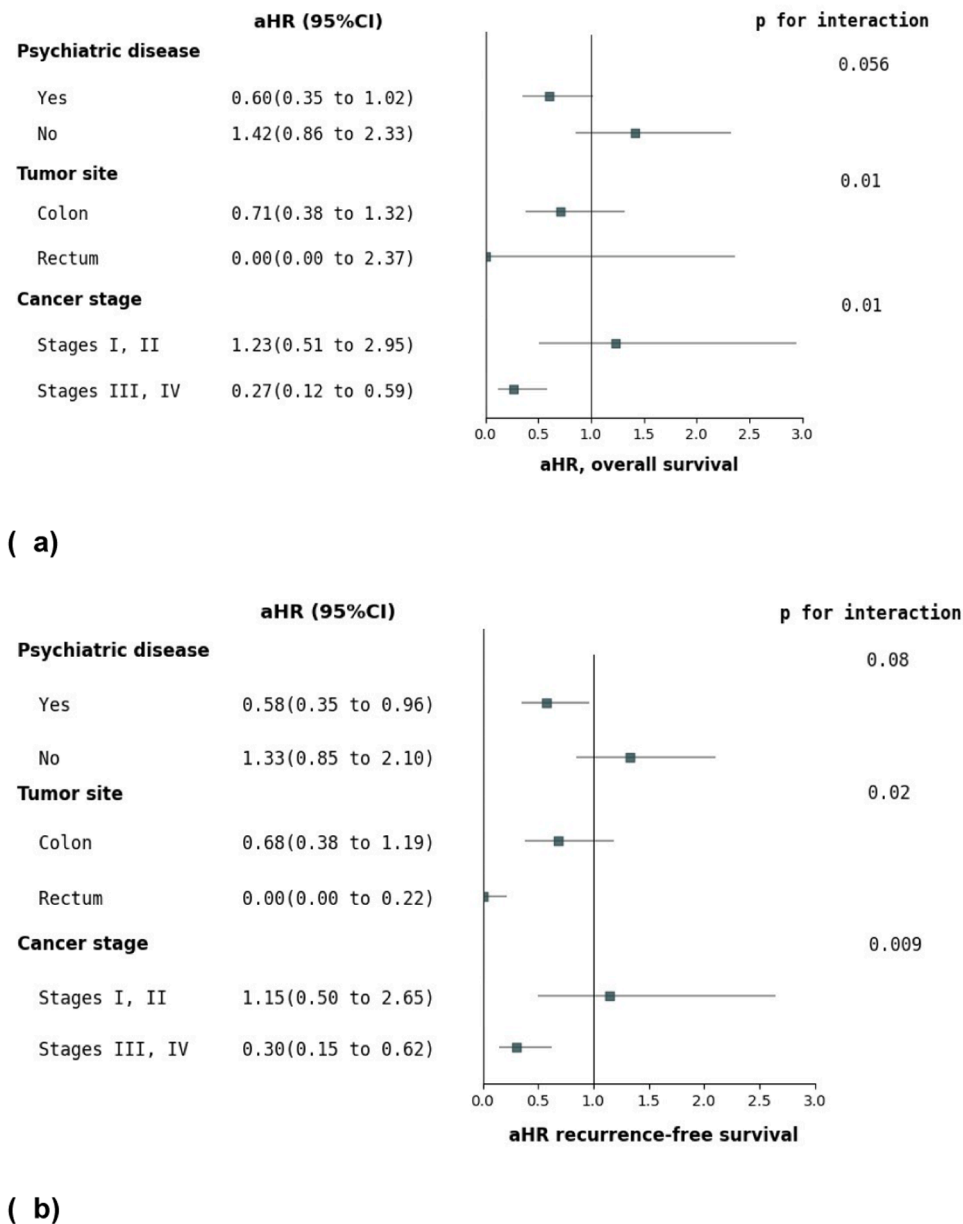 aHR (95%CI) p for interaction
Psychiatric disease 0.056
Yes 0.60(0.35 to 1.02)
No 1.42(0.86 to 2.33)
Tumor site 0.01
Colon 0.71(0.38 to 1.32)
Rectum 0.00(0.00 to 2.37)
Cancer stage 0.01
Stages I, II 1.23(0.51 to 2.95)
Stages III, IV 0.27(0.12 to 0.59)
0.0 0.5 1.0 1.5 2.0 2.5 3.0
aHR, overall survival
( a)
aHR (95%CI) p for interaction
Psychiatric disease 0.08
Yes 0.58(0.35 to 0.96)
No 1.33(0.85 to 2.10)
Tumor site 0.02
Colon 0.68(0.38 to 1.19)
Rectum 0.00(0.00 to 0.22)
Cancer stage 0.009
Stages I, II 1.15(0.50 to 2.65)
Stages III, IV 0.30(0.15 to 0.62)
0.0 0.5 1.0 1.5 2.0 2.5 3.0
aHR recurrence-free survival
( b)